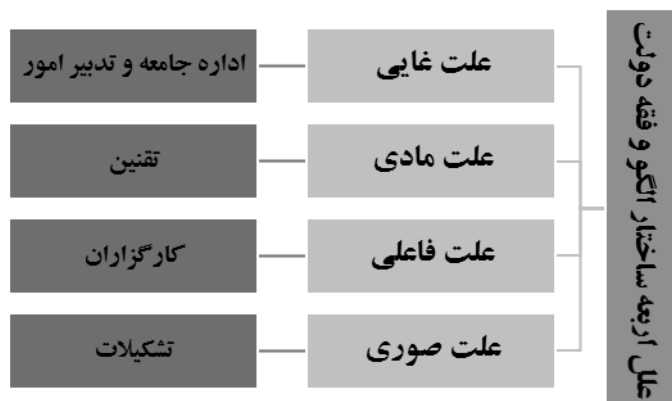 علل اربعه ساختار الگو و فقه دولت
علت غایی
اداره جامعه و تدبیر امور
علت مادی
تقنین
علت فاعلی
کارگزاران
علت صوری
تشکیلات